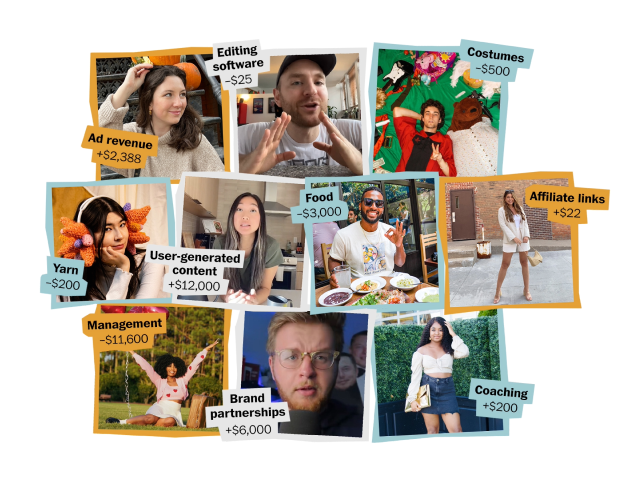 Editing
software
–$25
Costumes
–$500
Ad revenue
+$2,388
Food
–$3,000
Affiliate links
+$22
User-generated
content
+$12,000
Yarn
–$200
Management
–$11,600
Brand
partnerships
+$6,000
Coaching
+$200